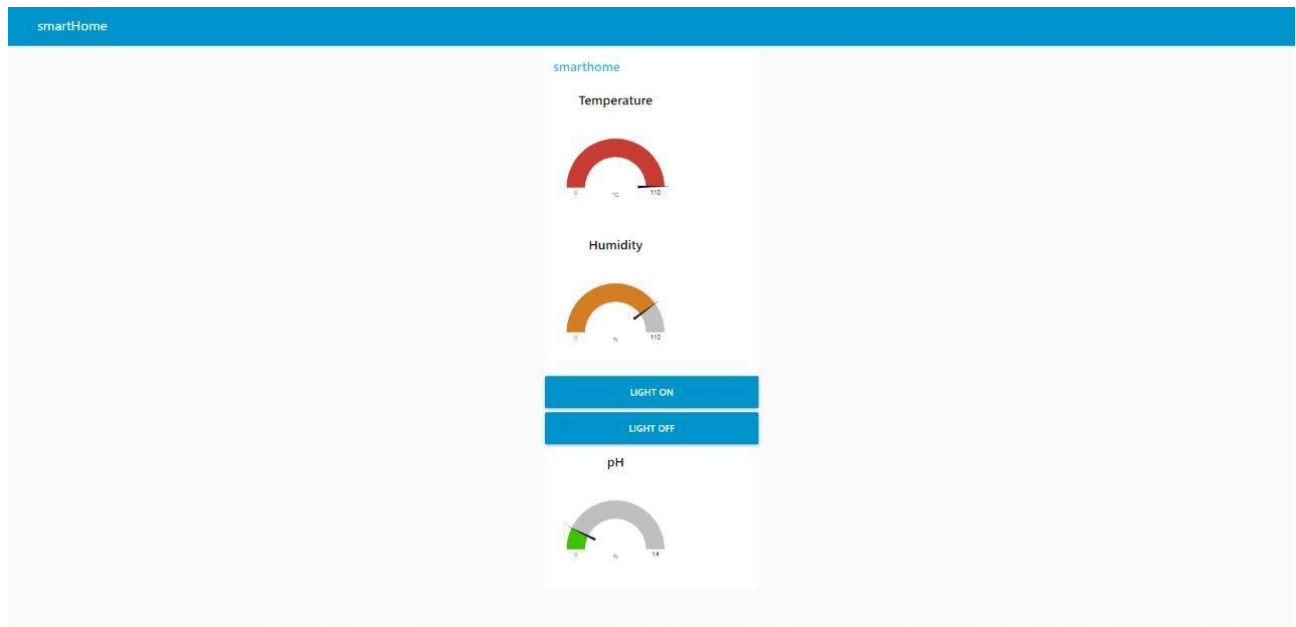 smartHome
smarthome
Temperature
0 °C 110
Humidity
0 % 110
LIGHT ON
LIGHT OFF
pH
0 % 14